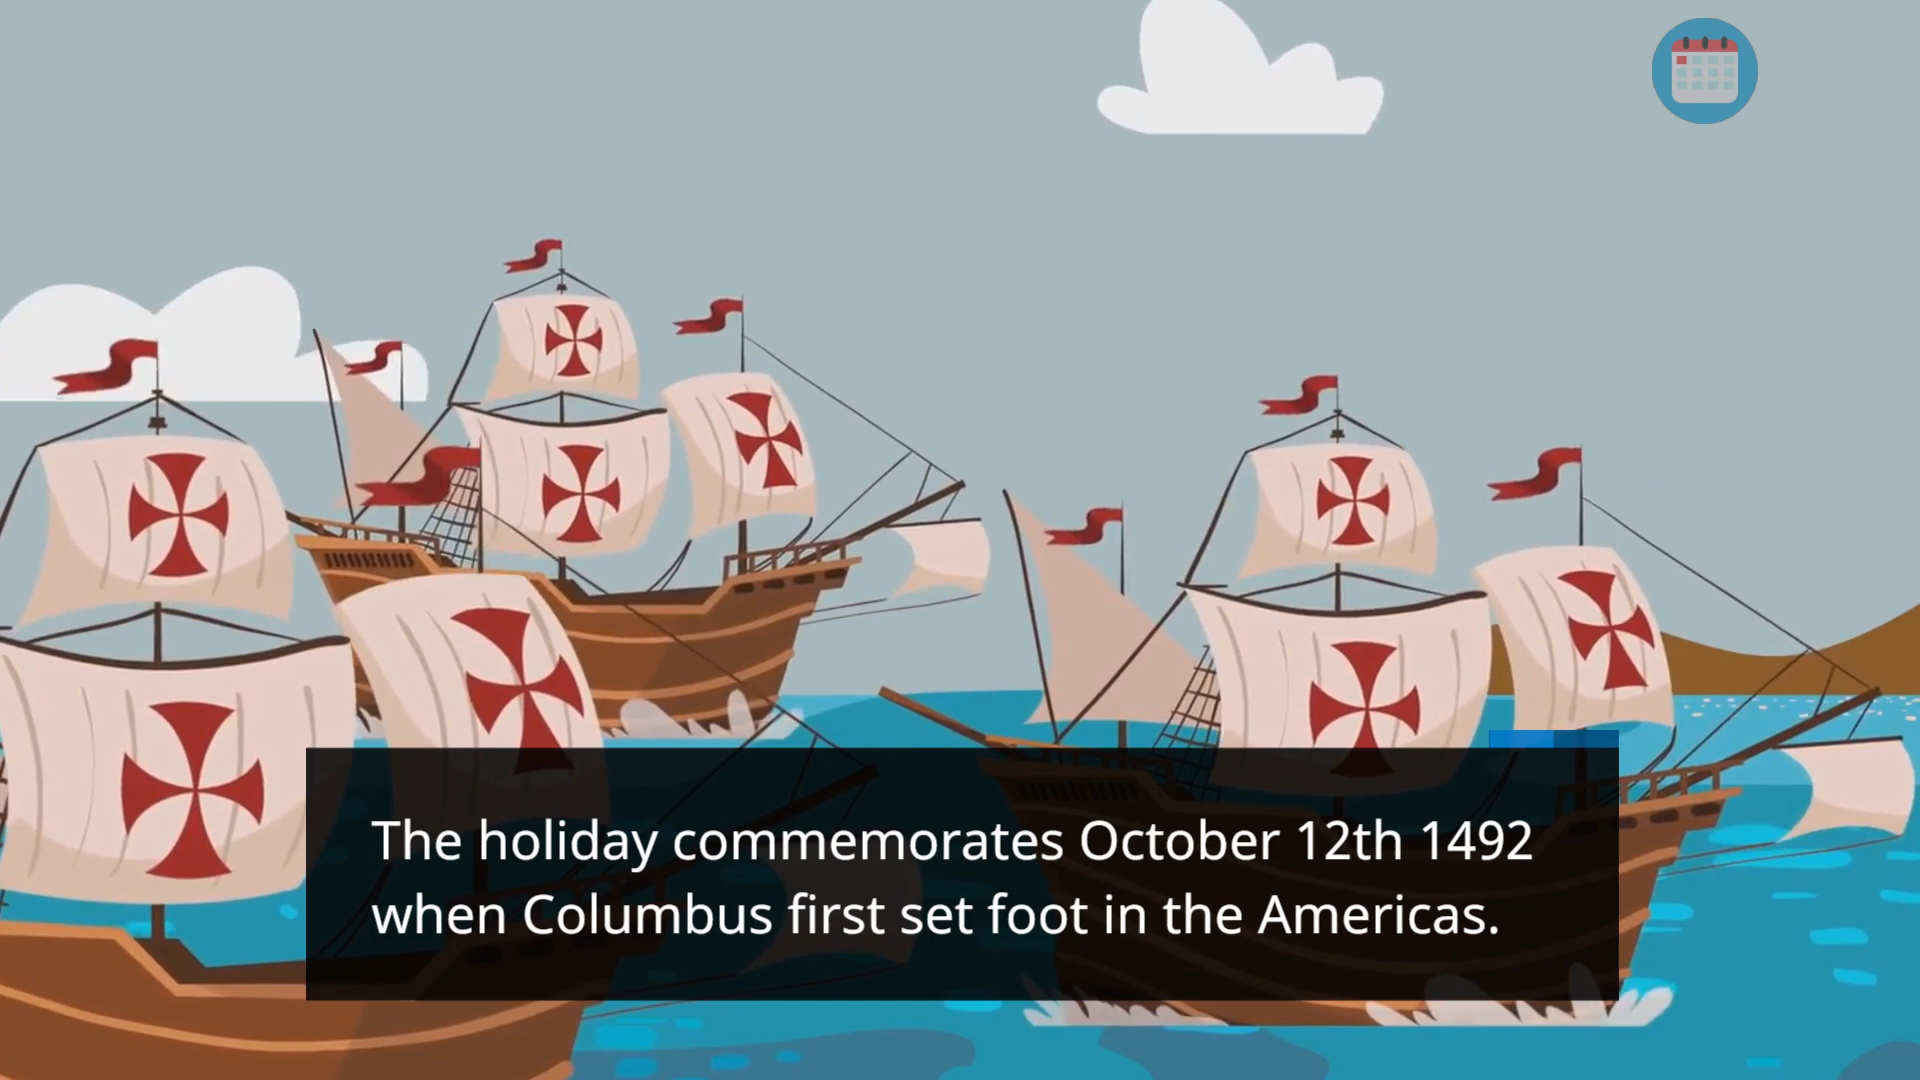 The holiday commemorates October 12th 1492
when Columbus first set foot in the Americas.